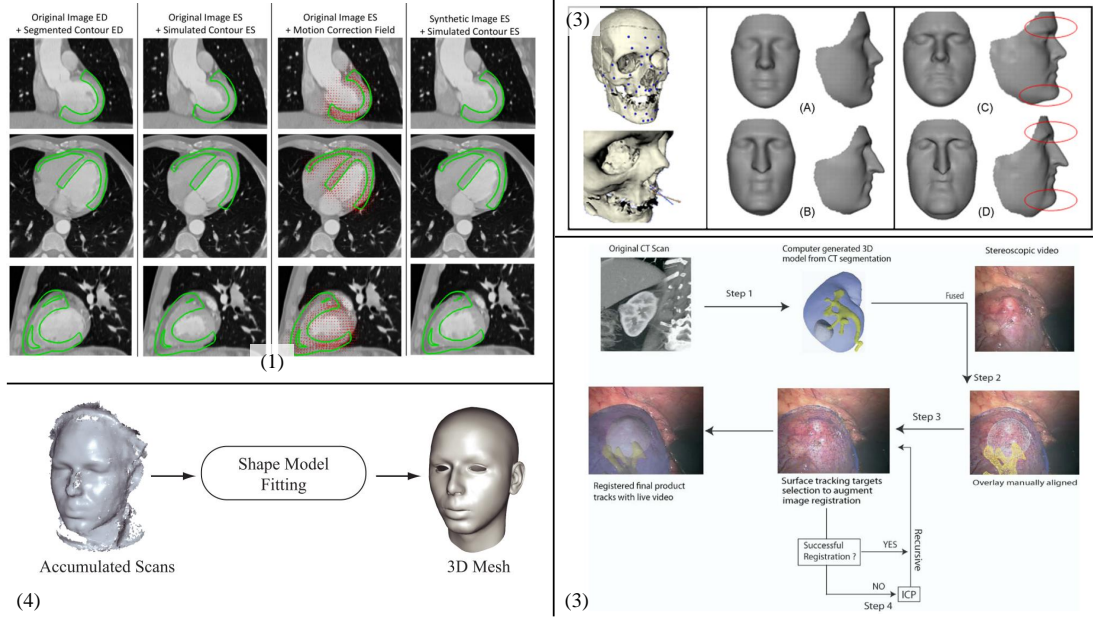 Original Image ED
+ Segmented Contour ED
Original Image ES
+ Simulated Contour ES
Original Image ES
+ Motion Correction Field
Synthetic Image ES
+ Simulated Contour ES
(1)
(3)
(A)
(C)
(B)
(D)
Original CT Scan
Computer generated 3D
model from CT segmentation
Stereoscopic video
Step 1
Fused
Step 2
Step 3
Registered final product
tracks with live video
Surface tracking targets
selection to augment
image registration
Overlay manually aligned
Successful
Registration ?
YES
Recursive
NO
ICP
Step 4
(3)
Shape Model
Fitting
Accumulated Scans
3D Mesh
(4)